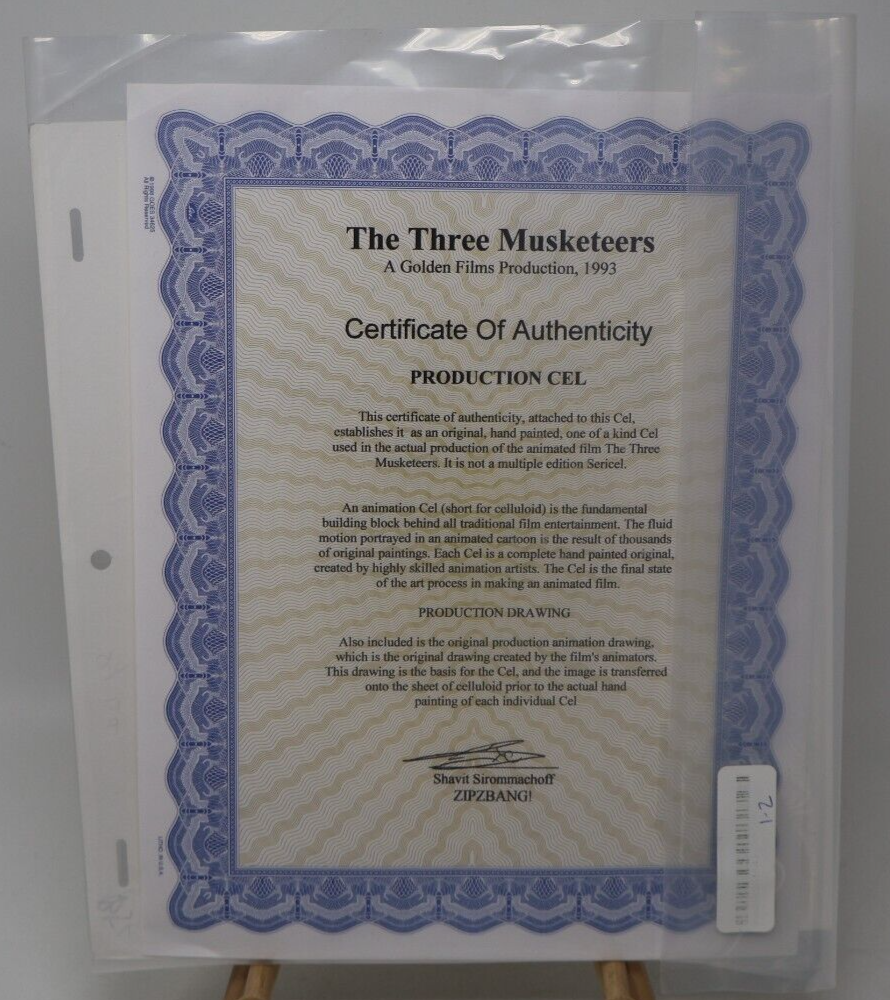 The Three Musketeers
A Golden Films Production, 1993
Certificate Of Authenticity
PRODUCTION CEL
This certificate of authenticity, attached to this Cel,
establishes it as an original, hand painted, one of a kind Cel
used in the actual production of the animated film The Three
Musketeers. It is not a multiple edition Sericel.
An animation Cel (short for celluloid) is the fundamental
building block behind all traditional film entertainment. The fluid
motion portrayed in an animated cartoon is the result of thousands
of original paintings. Each Cel is a complete hand painted original,
created by highly skilled animation artists. The Cel is the final state
of the art process in making an animated film.
PRODUCTION DRAWING
Also included is the original production animation drawing,
which is the original drawing created by the film's animators.
This drawing is the basis for the Cel, and the image is transferred
onto the sheet of celluloid prior to the actual hand
painting of each individual Cel
Shavit Sirommachoff
ZIPZBANG!
All Rights Reserved
LITHO. IN U.S.A.